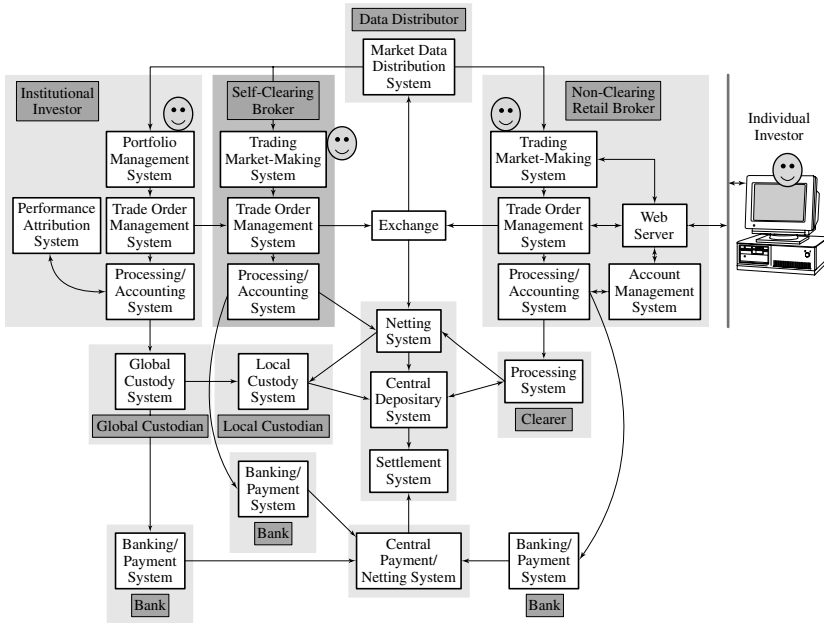 Data Distributor
Market Data
Distribution
System
Institutional
Investor
Self-Clearing
Broker
Non-Clearing
Retail Broker
Individual
Investor
Portfolio
Management
System
Trading
Market-Making
System
Trading
Market-Making
System
Performance
Attribution
System
Trade Order
Management
System
Trade Order
Management
System
Exchange
Trade Order
Management
System
Web
Server
Processing/
Accounting
System
Processing/
Accounting
System
Processing/
Accounting
System
Account
Management
System
Netting
System
Global
Custody
System
Local
Custody
System
Central
Depositary
System
Processing
System
Global Custodian
Local Custodian
Clearer
Settlement
System
Banking/
Payment
System
Bank
Banking/
Payment
System
Central
Payment/
Netting System
Banking/
Payment
System
Bank
Bank